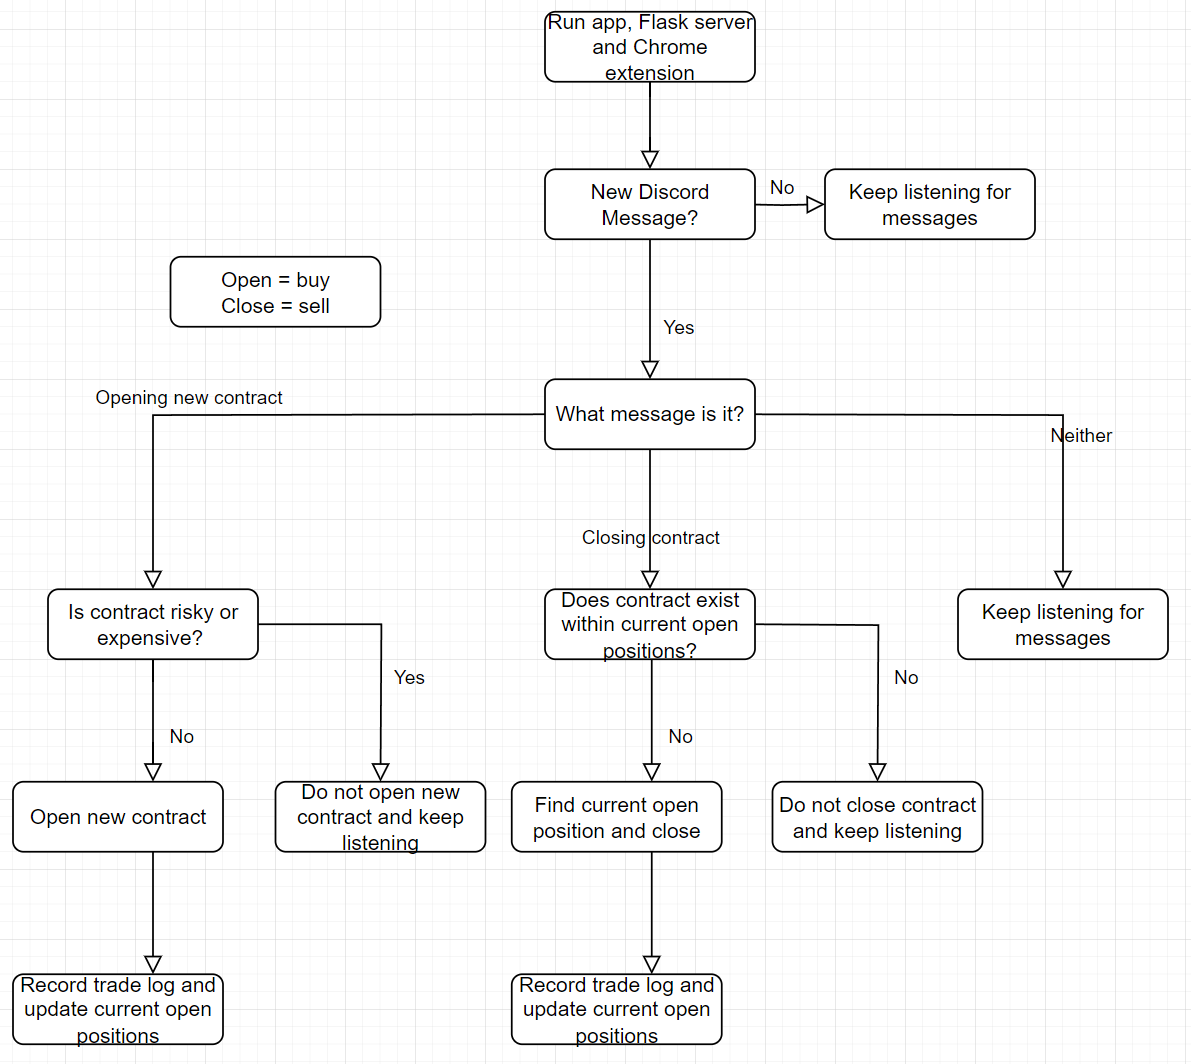 Run app, Flask server
and Chrome
extension
New Discord
Message?
No
Keep listening for
messages
Open = buy
Close = sell
Yes
What message is it?
Opening new contract
Neither
Closing contract
Is contract risky or
expensive?
Does contract exist
within current open
positions?
Keep listening for
messages
Yes
No
No
No
Open new contract
Do not open new
contract and keep
listening
Find current open
position and close
Do not close contract
and keep listening
Record trade log and
update current open
positions
Record trade log and
update current open
positions